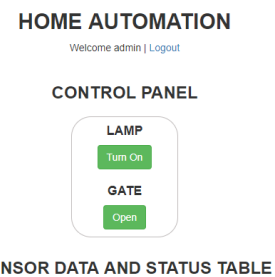 HOME AUTOMATION
Welcome admin | Logout
CONTROL PANEL
LAMP
Turn On
GATE
Open
NSOR DATA AND STATUS TABLE